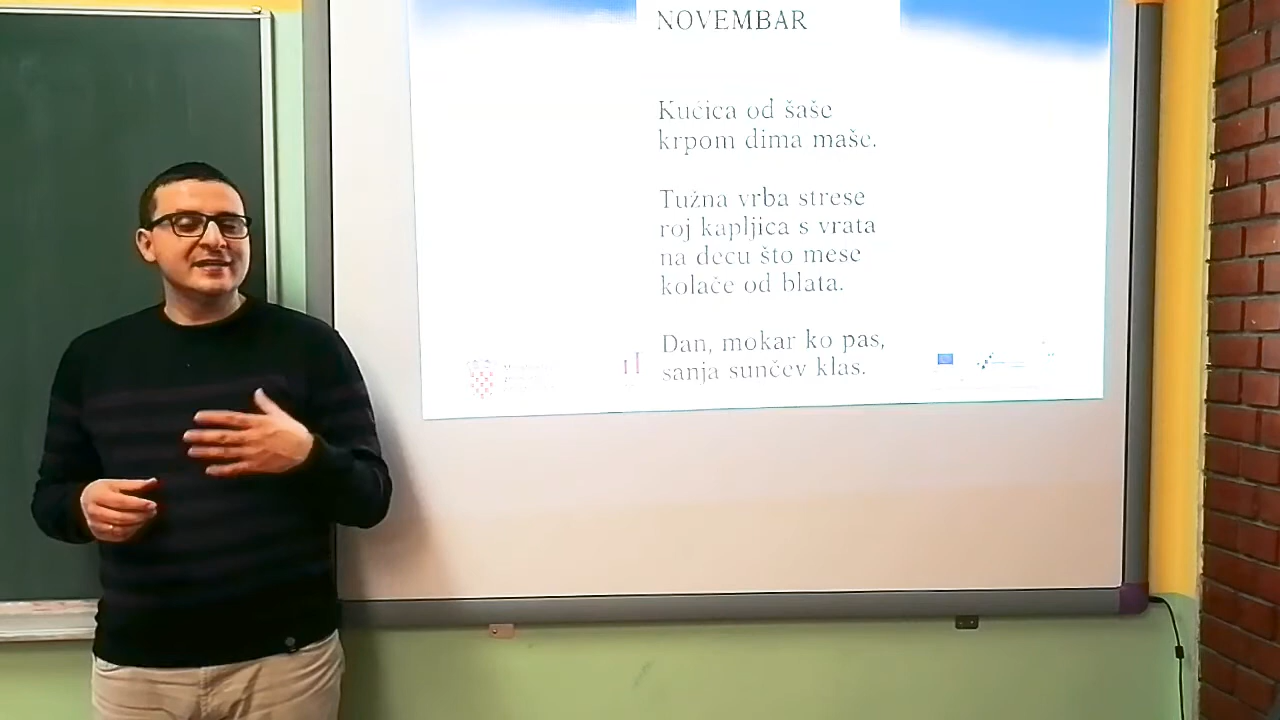 NOVEMBAR
Kućica od šaše
krpom dima maše.
Tužna vrba strese
roj kapljica s vrata
na decu što mese
kolače od blata.
Dan, mokar ko pas,
sanja sunčev klas.